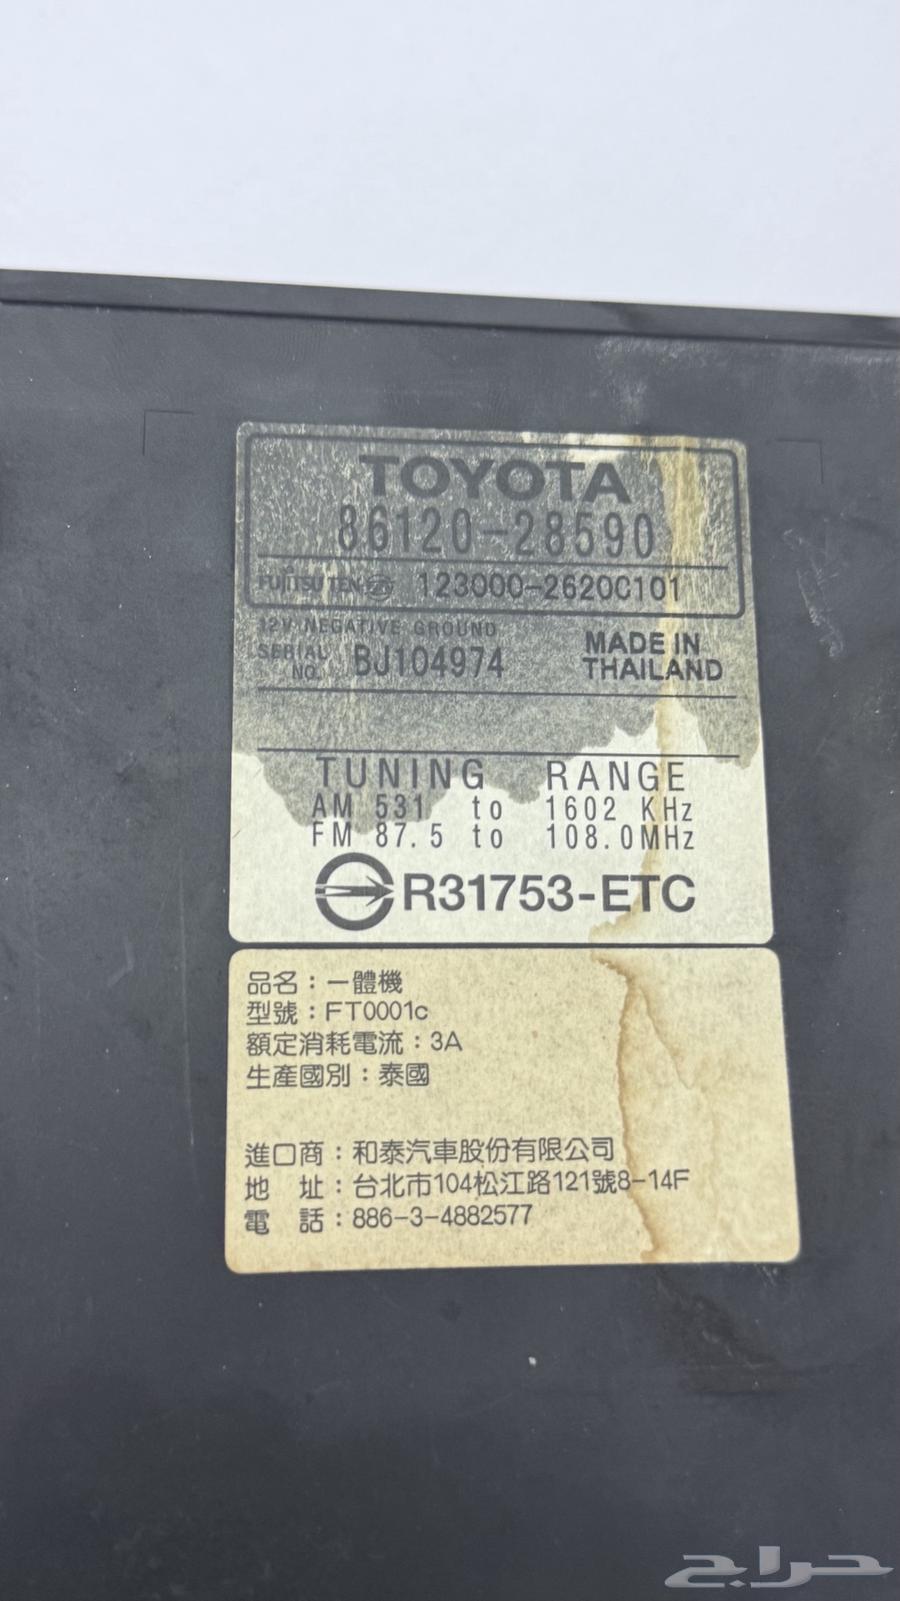 TOYOTA
86120-28590
FUJITSU TEN 123000-2620C101
12V NEGATIVE GROUND
SERIAL NO. BJ104974
MADE IN THAILAND
TUNING RANGE
AM 531 to 1602 KHz
FM 87.5 to 108.0MHz
R31753-ETC
品名：一體機
型號：FT0001c
額定消耗電流：3A
生產國別：泰國
進口商：和泰汽車股份有限公司
地 址：台北市104松江路121號8-14F
電 話：886-3-4882577
حراج